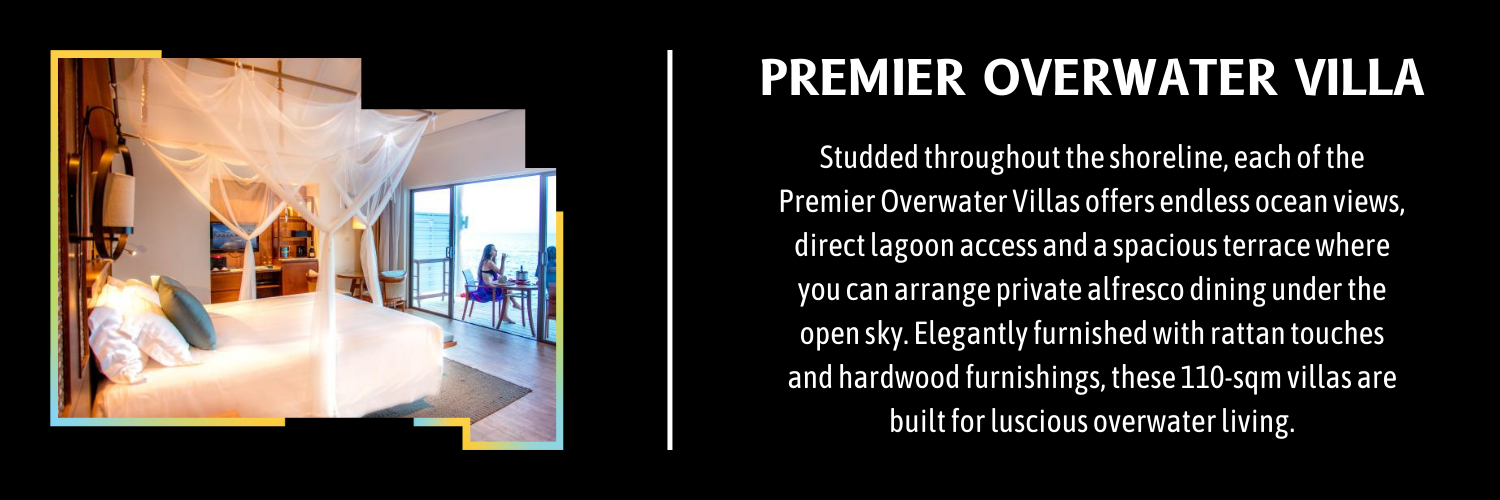 PREMIER OVERWATER VILLA
Studded throughout the shoreline, each of the
Premier Overwater Villas offers endless ocean views,
direct lagoon access and a spacious terrace where
you can arrange private alfresco dining under the
open sky. Elegantly furnished with rattan touches
and hardwood furnishings, these 110-sqm villas are
built for luscious overwater living.